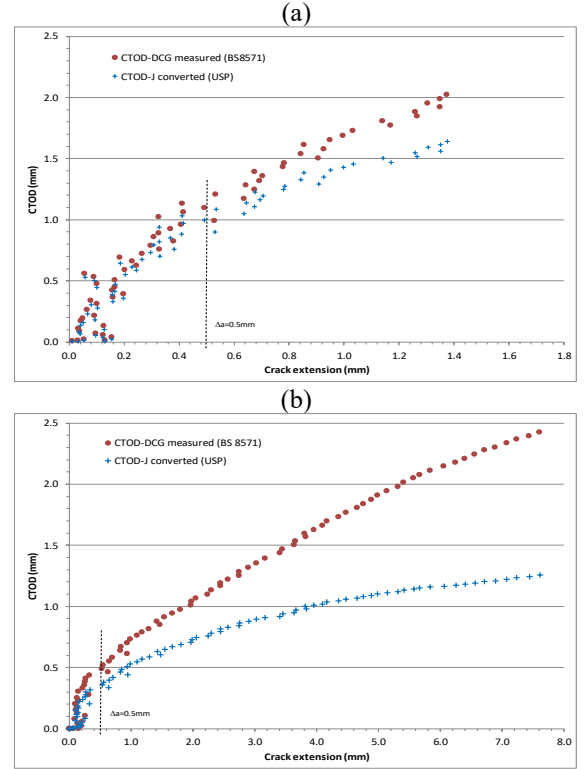 (a)
2.5
2.0
1.5
1.0
0.5
0.0
CTOD (mm)
CTOD-DCG measured (BS8571)
CTOD-J converted (USP)
Δa=0.5mm
0.0 0.2 0.4 0.6 0.8 1.0 1.2 1.4 1.6 1.8
Crack extension (mm)
(b)
2.5
2.0
1.5
1.0
0.5
0.0
CTOD (mm)
CTOD-DCG measured (BS 8571)
CTOD-J converted (USP)
Δa=0.5mm
0.0 1.0 2.0 3.0 4.0 5.0 6.0 7.0 8.0
Crack extension (mm)